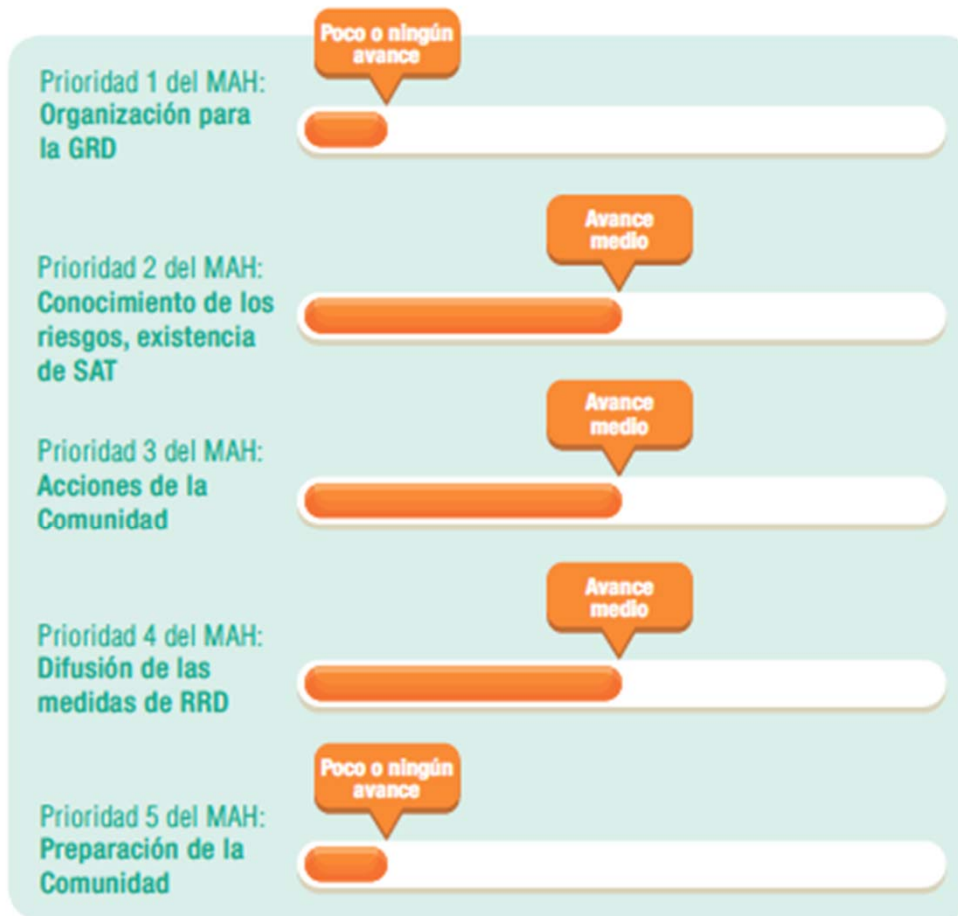 Poco o ningún
avance
Prioridad 1 del MAH:
Organización para
la GRD
Avance
medio
Prioridad 2 del MAH:
Conocimiento de los
riesgos, existencia
de SAT
Avance
medio
Prioridad 3 del MAH:
Acciones de la
Comunidad
Avance
medio
Prioridad 4 del MAH:
Difusión de las
medidas de RRD
Poco o ningún
avance
Prioridad 5 del MAH:
Preparación de la
Comunidad